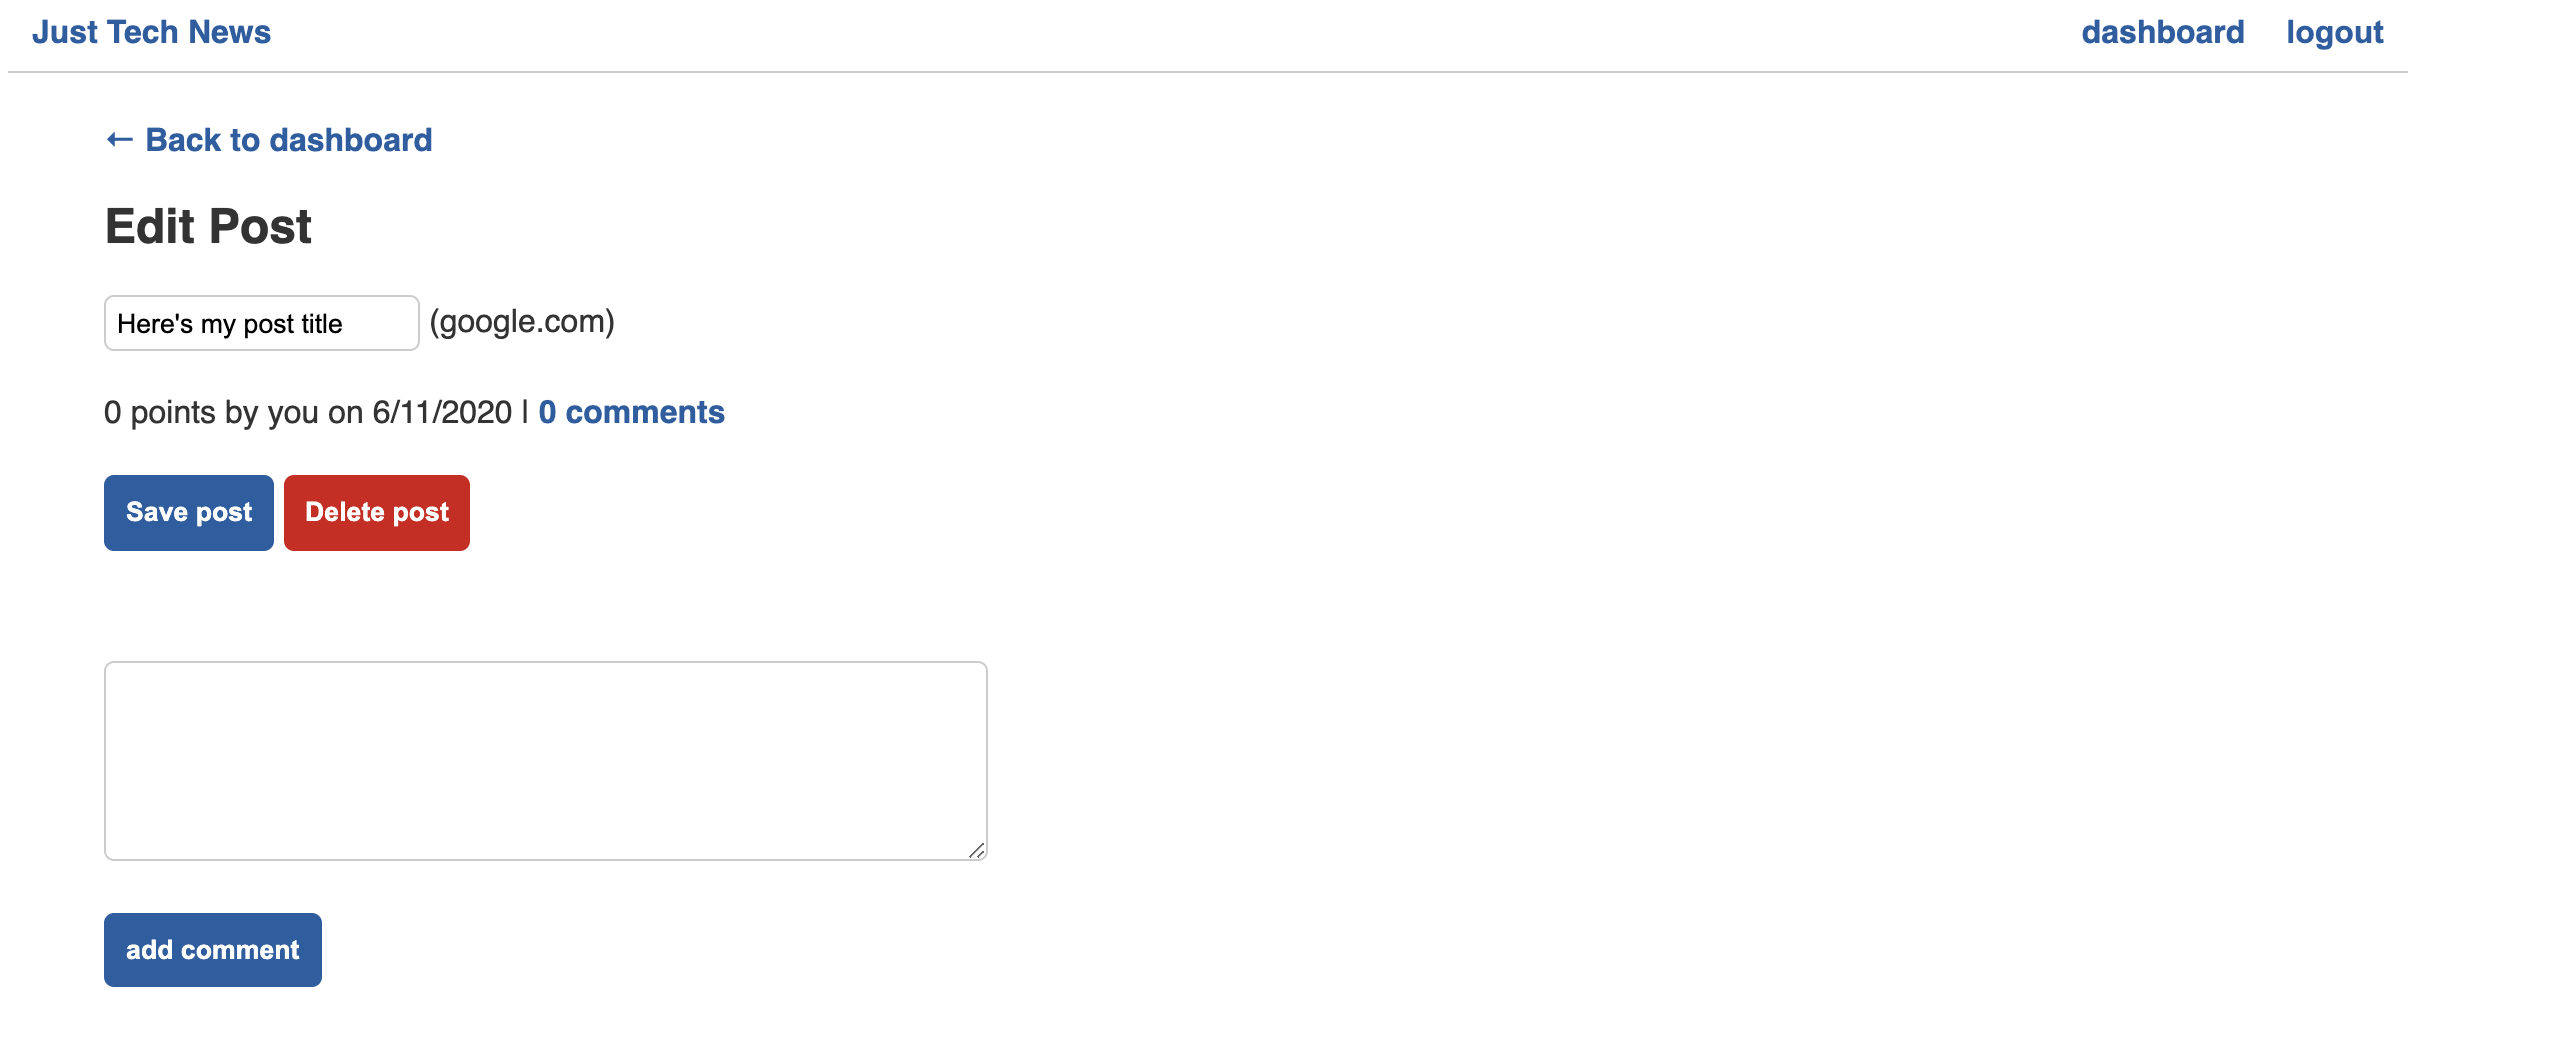 Just Tech News dashboard logout
← Back to dashboard
Edit Post
Here's my post title (google.com)
0 points by you on 6/11/2020 | 0 comments
Save post Delete post
add comment